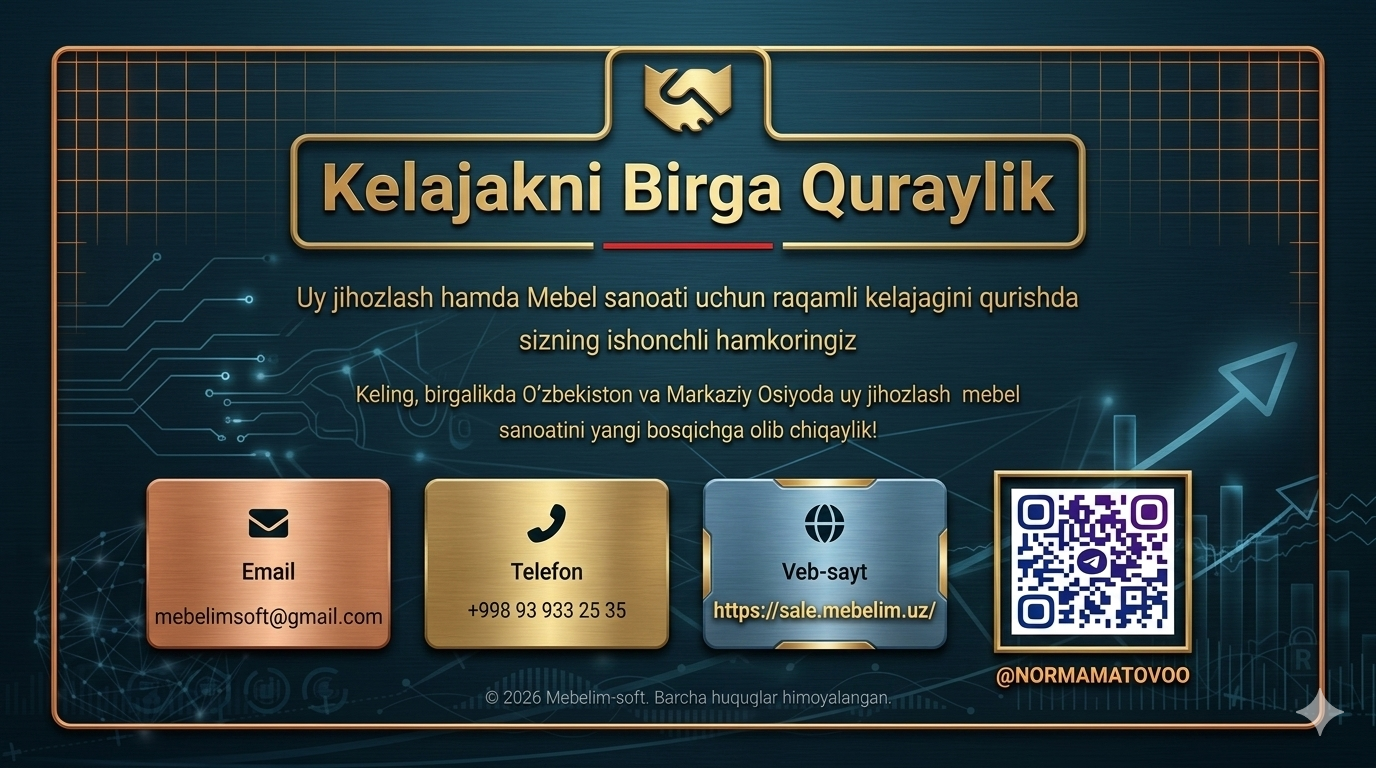 Kelajakni Birga Quraylik
Uy jihozlash hamda Mebel sanoati uchun raqamli kelajagini qurishda
sizning ishonchli hamkoringiz
Keling, birgalikda O‘zbekiston va Markaziy Osiyoda uy jihozlash  mebel
sanoatini yangi bosqichga olib chiqaylik!
Email
mebelimsoft@gmail.com
Telefon
+998 93 933 25 35
Veb-sayt
https://sale.mebelim.uz/
@NORMAMATOVOO
© 2026 Mebelim-soft. Barcha huquqlar himoyalangan.
R